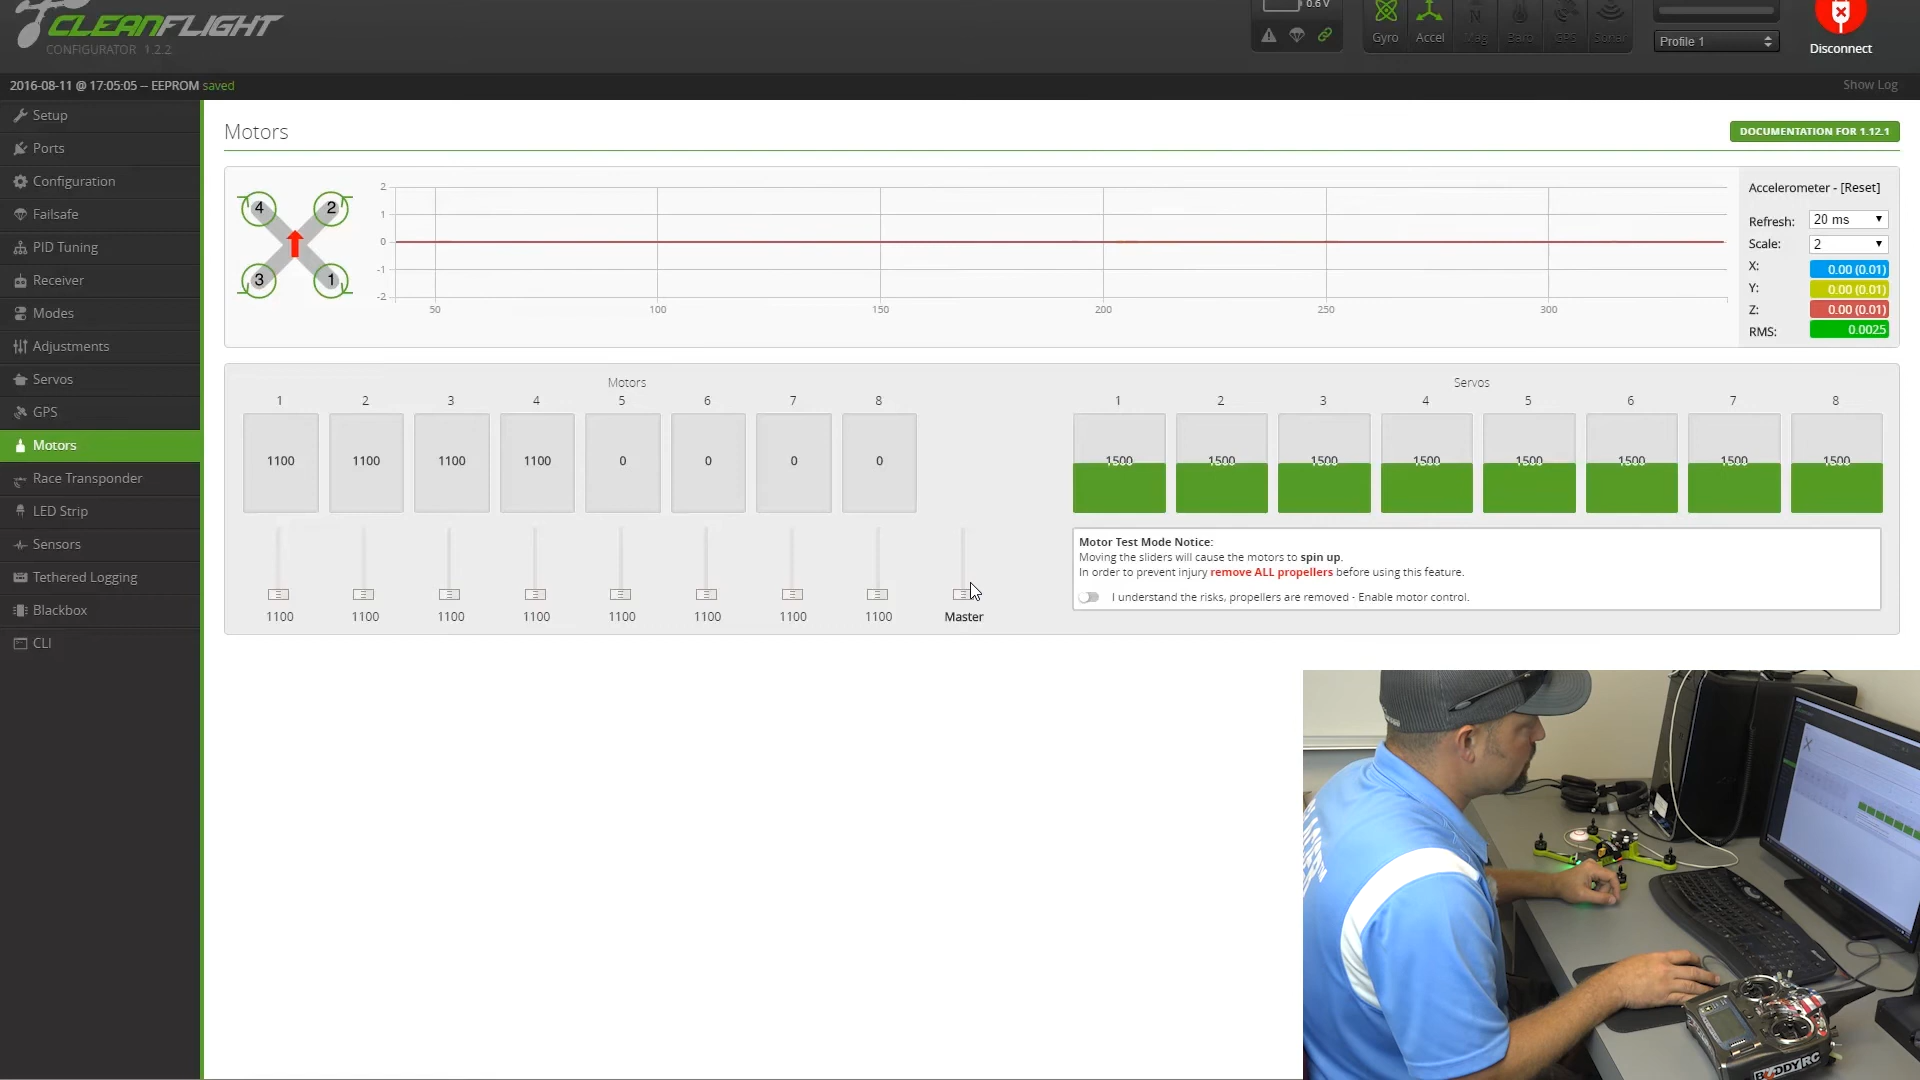 CLEANFLIGHT
CONFIGURATOR 1.2.2
0.6 V
Gyro Accel Mag Baro GPS Sonar
Profile 1
Disconnect
2016-08-11 @ 17:05:05 -- EEPROM saved
Show Log
Setup
Ports
Configuration
Failsafe
PID Tuning
Receiver
Modes
Adjustments
Servos
GPS
Motors
Race Transponder
LED Strip
Sensors
Tethered Logging
Blackbox
CLI
Motors
DOCUMENTATION FOR 1.12.1
4 2
3 1
2
1
0
-1
-2
50 100 150 200 250 300
Accelerometer - [Reset]
Refresh: 20 ms
Scale: 2
X: 0.00 (0.01)
Y: 0.00 (0.01)
Z: 0.00 (0.01)
RMS: 0.0025
Motors
1 2 3 4 5 6 7 8
1100 1100 1100 1100 0 0 0 0
1100 1100 1100 1100 1100 1100 1100 1100 Master
Servos
1 2 3 4 5 6 7 8
1500 1500 1500 1500 1500 1500 1500 1500
Motor Test Mode Notice:
Moving the sliders will cause the motors to spin up.
In order to prevent injury remove ALL propellers before using this feature.
I understand the risks, propellers are removed - Enable motor control.
BUDDYRC